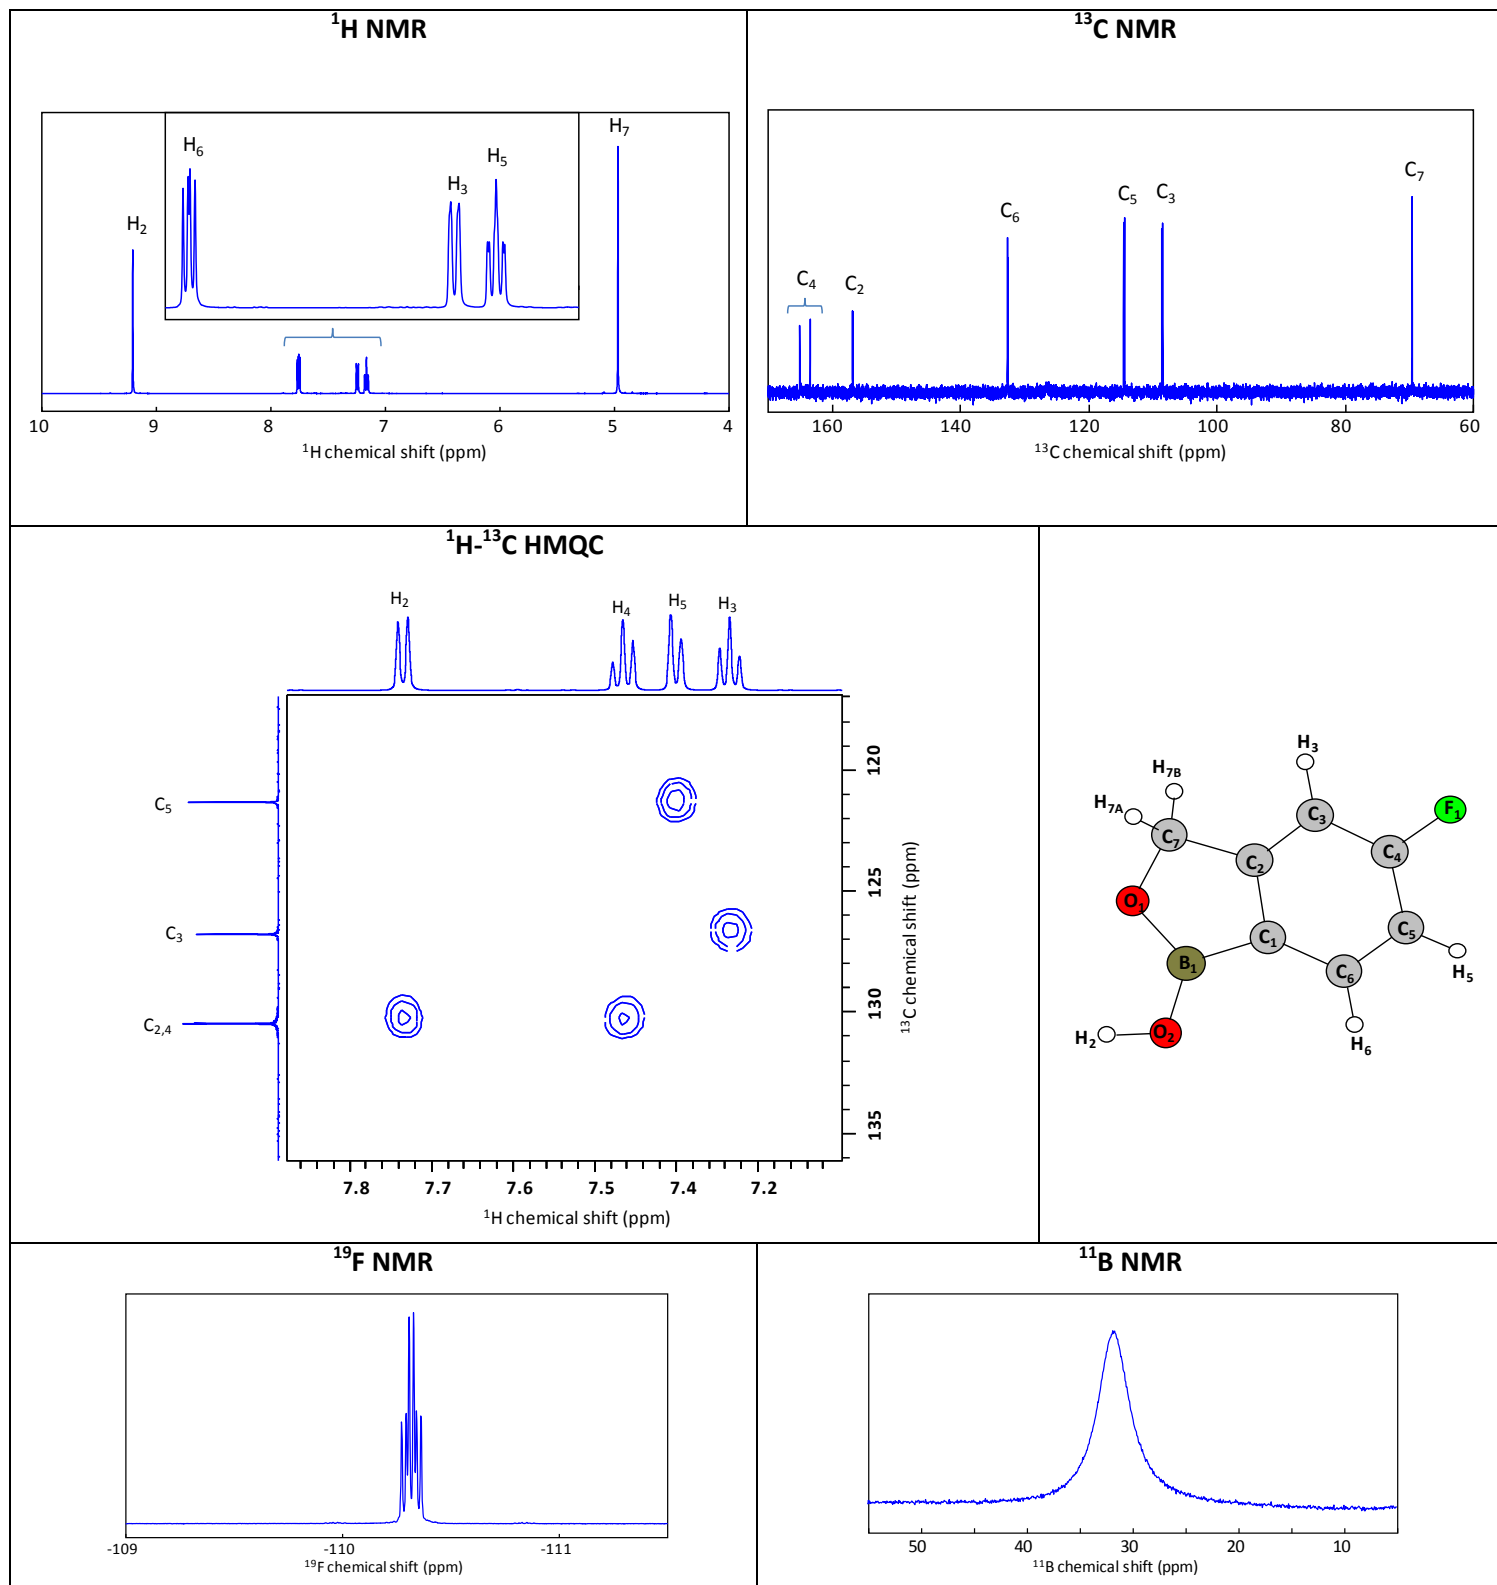 ¹H NMR
H₆
H₃
H₅
H₂
H₇
10 9 8 7 6 5 4
¹H chemical shift (ppm)
¹³C NMR
C₄
C₂
C₆
C₅
C₃
C₇
160 140 120 100 80 60
¹³C chemical shift (ppm)
¹H-¹³C HMQC
H₂ H₄ H₅ H₃
C₅
C₃
C₂,₄
120
125
130
135
¹³C chemical shift (ppm)
7.8 7.7 7.6 7.5 7.4 7.3 7.2
¹H chemical shift (ppm)
H₃
H₇B
H₇A
F₁
C₃
C₇
C₄
C₂
O₁
C₅
C₁
B₁
C₆
H₅
O₂
H₂
H₆
¹⁹F NMR
-109 -110 -111
¹⁹F chemical shift (ppm)
¹¹B NMR
50 40 30 20 10
¹¹B chemical shift (ppm)